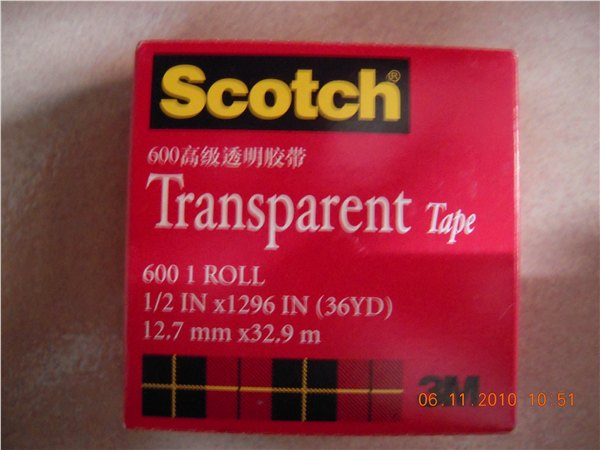 Scotch®
600高级透明胶带
Transparent Tape
600 1 ROLL
1/2 IN x1296 IN (36YD)
12.7 mm x32.9 m
3M
06.11.2010 10:51